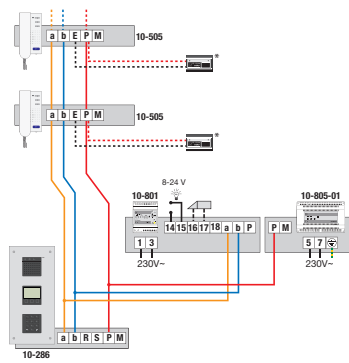 a b E P M
10-505
*
a b E P M
10-505
*
8-24 V
10-801
10-805-01
14 15 16 17 18 a b P
P M
1 3
5 7
230V~
230V~
a b R S P M
10-286